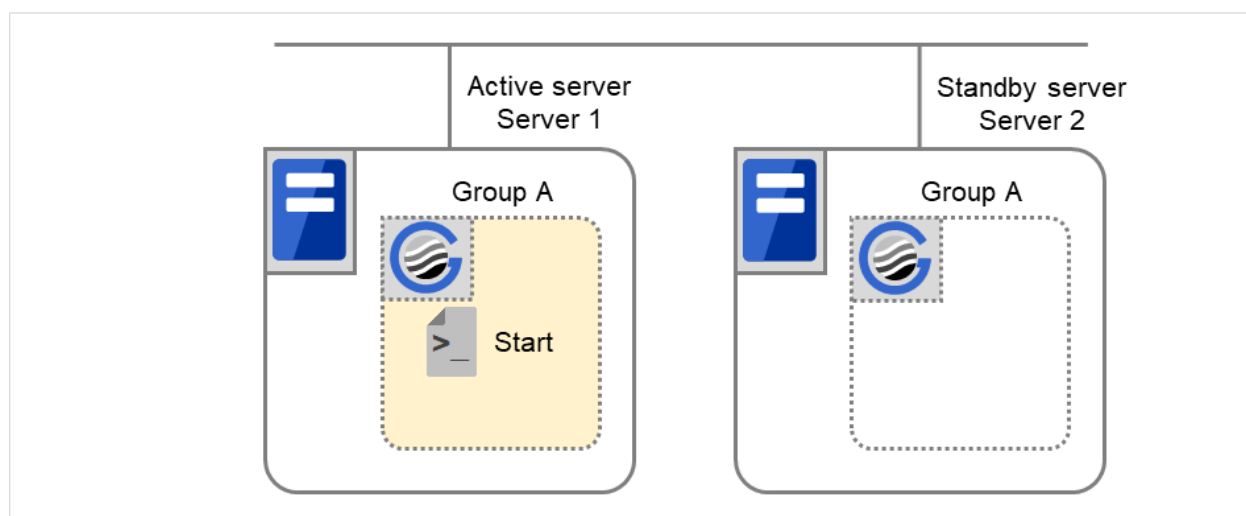 Active server
Server 1
Standby server
Server 2
Group A
Group A
>_
Start